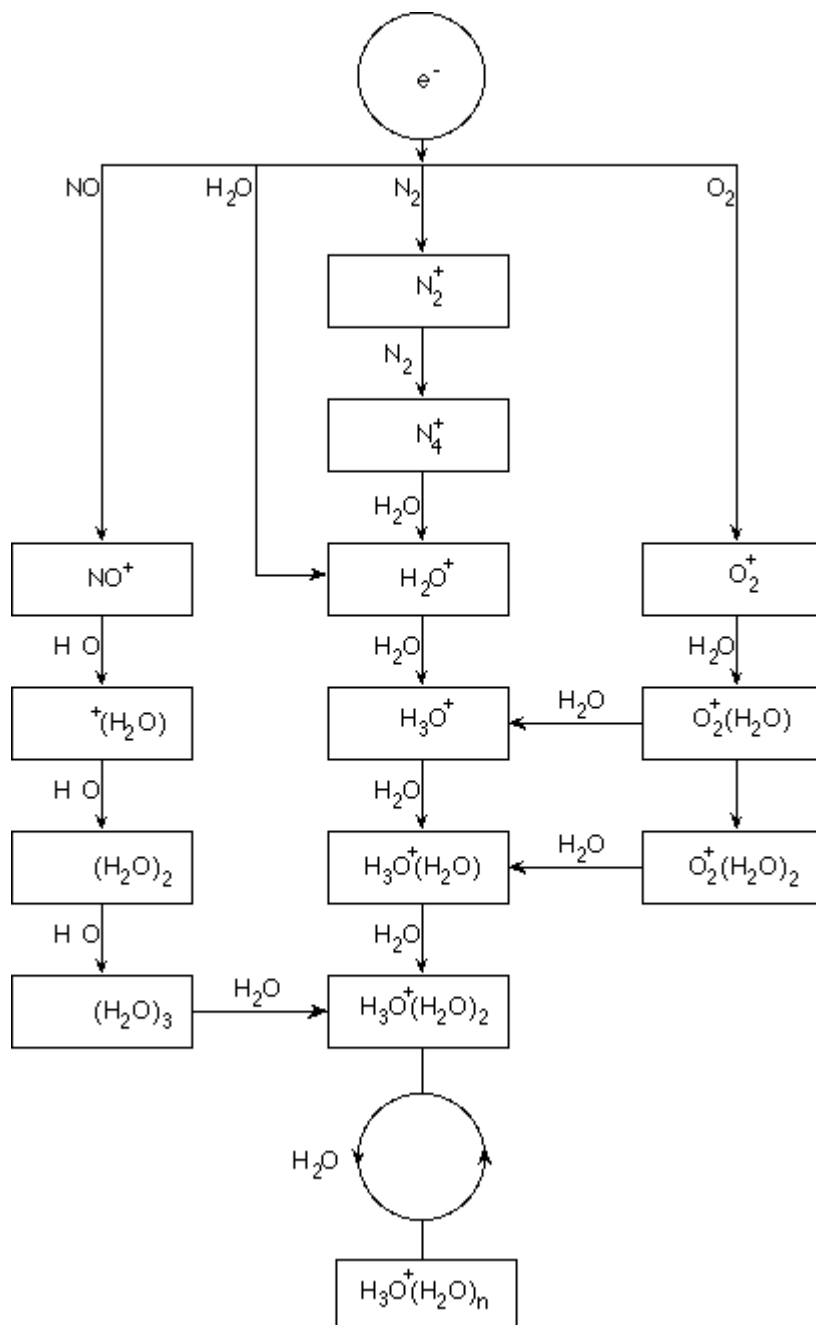 e⁻
NO H₂O N₂ O₂
N₂⁺
N₂
N₄⁺
H₂O
NO⁺ H₂O⁺ O₂⁺
H O H₂O H₂O
⁺(H₂O) H₃O⁺ H₂O O₂⁺(H₂O)
H O H₂O
(H₂O)₂ H₃O⁺(H₂O) H₂O O₂⁺(H₂O)₂
H O H₂O
(H₂O)₃ H₂O H₃O⁺(H₂O)₂
H₂O
H₃O⁺(H₂O)ₙ